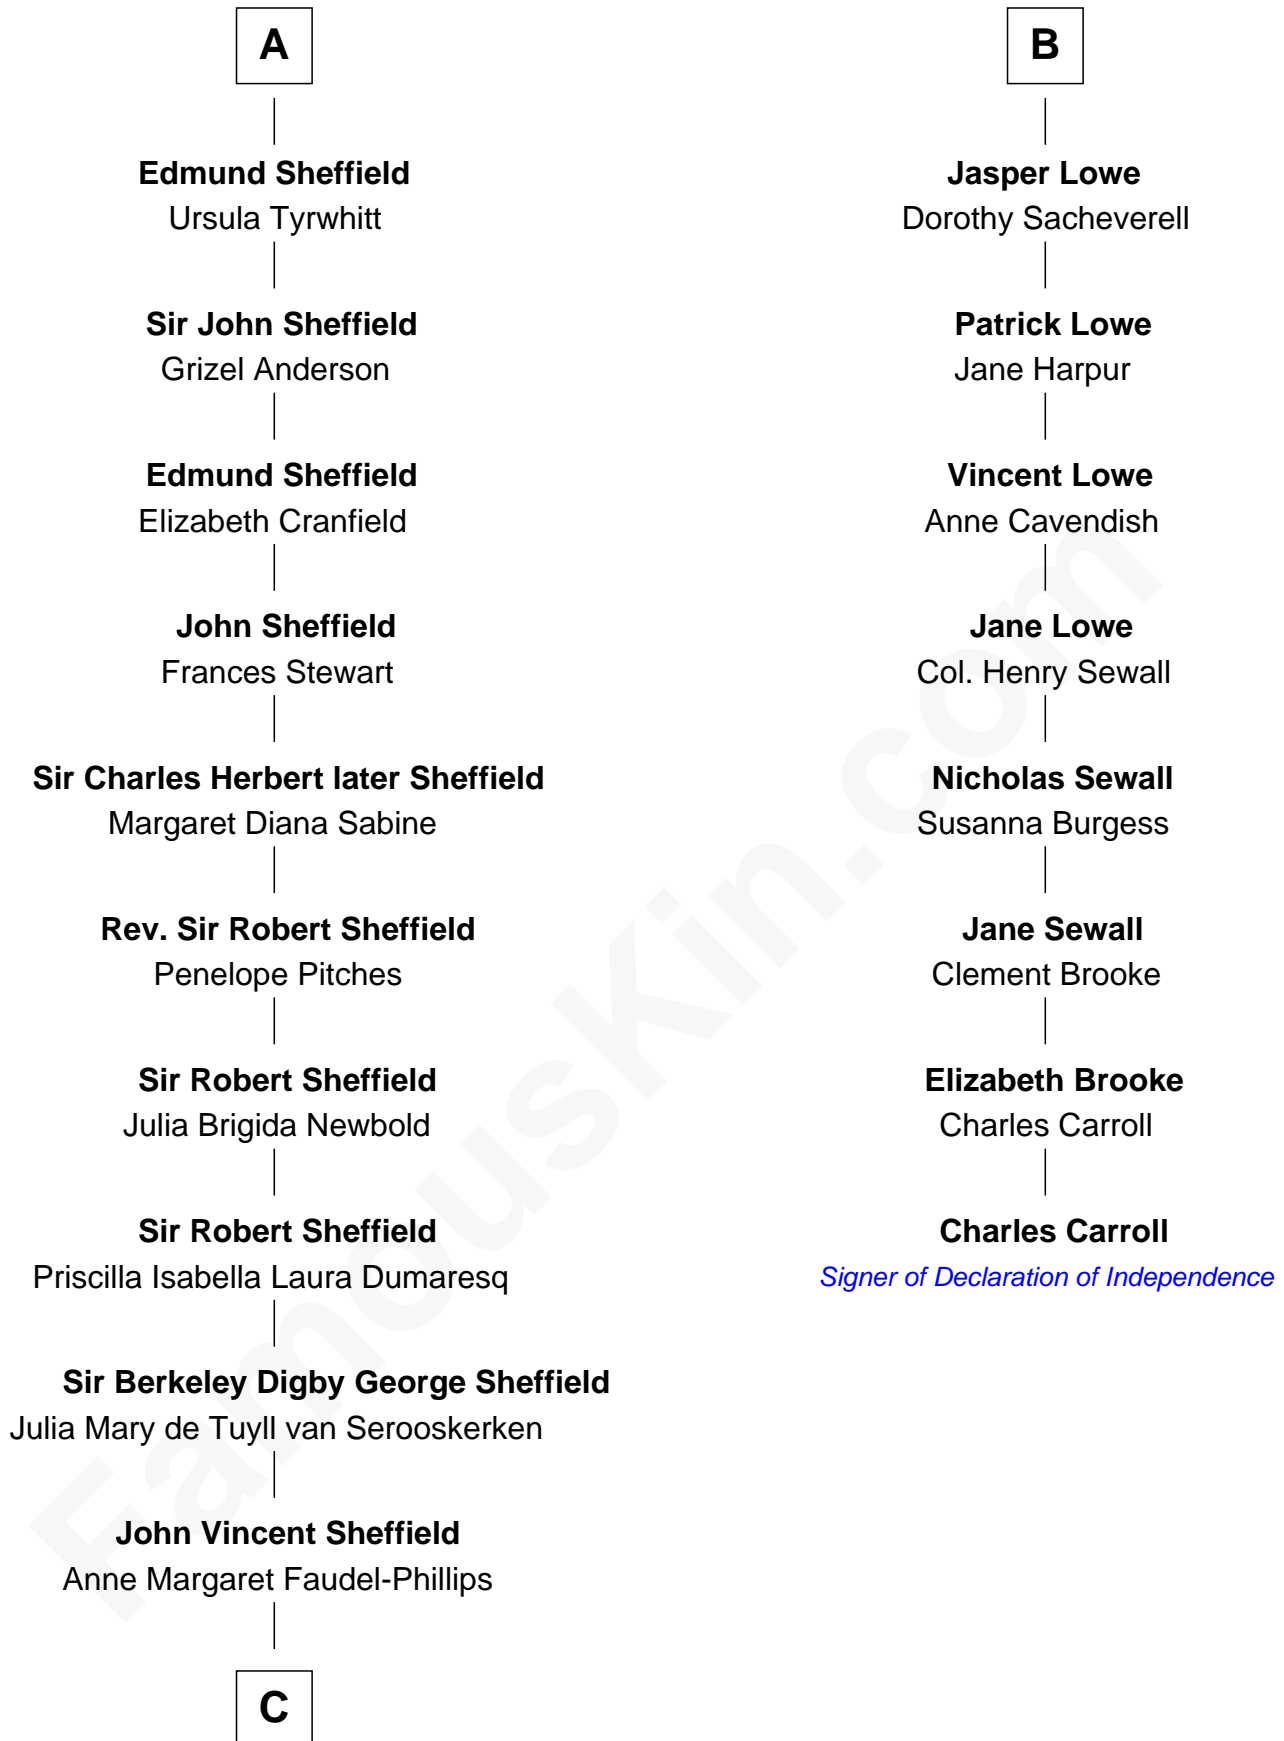 A
Edmund Sheffield
Ursula Tyrwhitt
Sir John Sheffield
Grizel Anderson
Edmund Sheffield
Elizabeth Cranfield
John Sheffield
Frances Stewart
Sir Charles Herbert later Sheffield
Margaret Diana Sabine
Rev. Sir Robert Sheffield
Penelope Pitches
Sir Robert Sheffield
Julia Brigida Newbold
Sir Robert Sheffield
Priscilla Isabella Laura Dumaresq
Sir Berkeley Digby George Sheffield
Julia Mary de Tuyll van Serooskerken
John Vincent Sheffield
Anne Margaret Faudel-Phillips
C
B
Jasper Lowe
Dorothy Sacheverell
Patrick Lowe
Jane Harpur
Vincent Lowe
Anne Cavendish
Jane Lowe
Col. Henry Sewall
Nicholas Sewall
Susanna Burgess
Jane Sewall
Clement Brooke
Elizabeth Brooke
Charles Carroll
Charles Carroll
Signer of Declaration of Independence
FamousKin.com